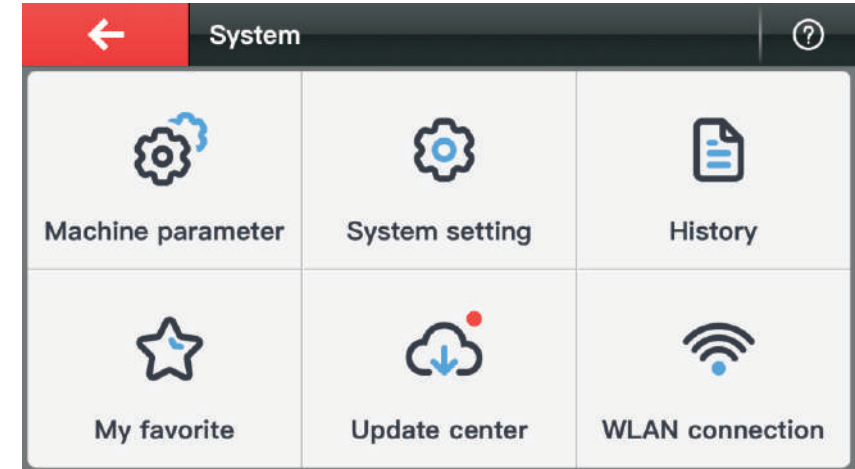 System
?
Machine parameter
System setting
History
My favorite
Update center
WLAN connection